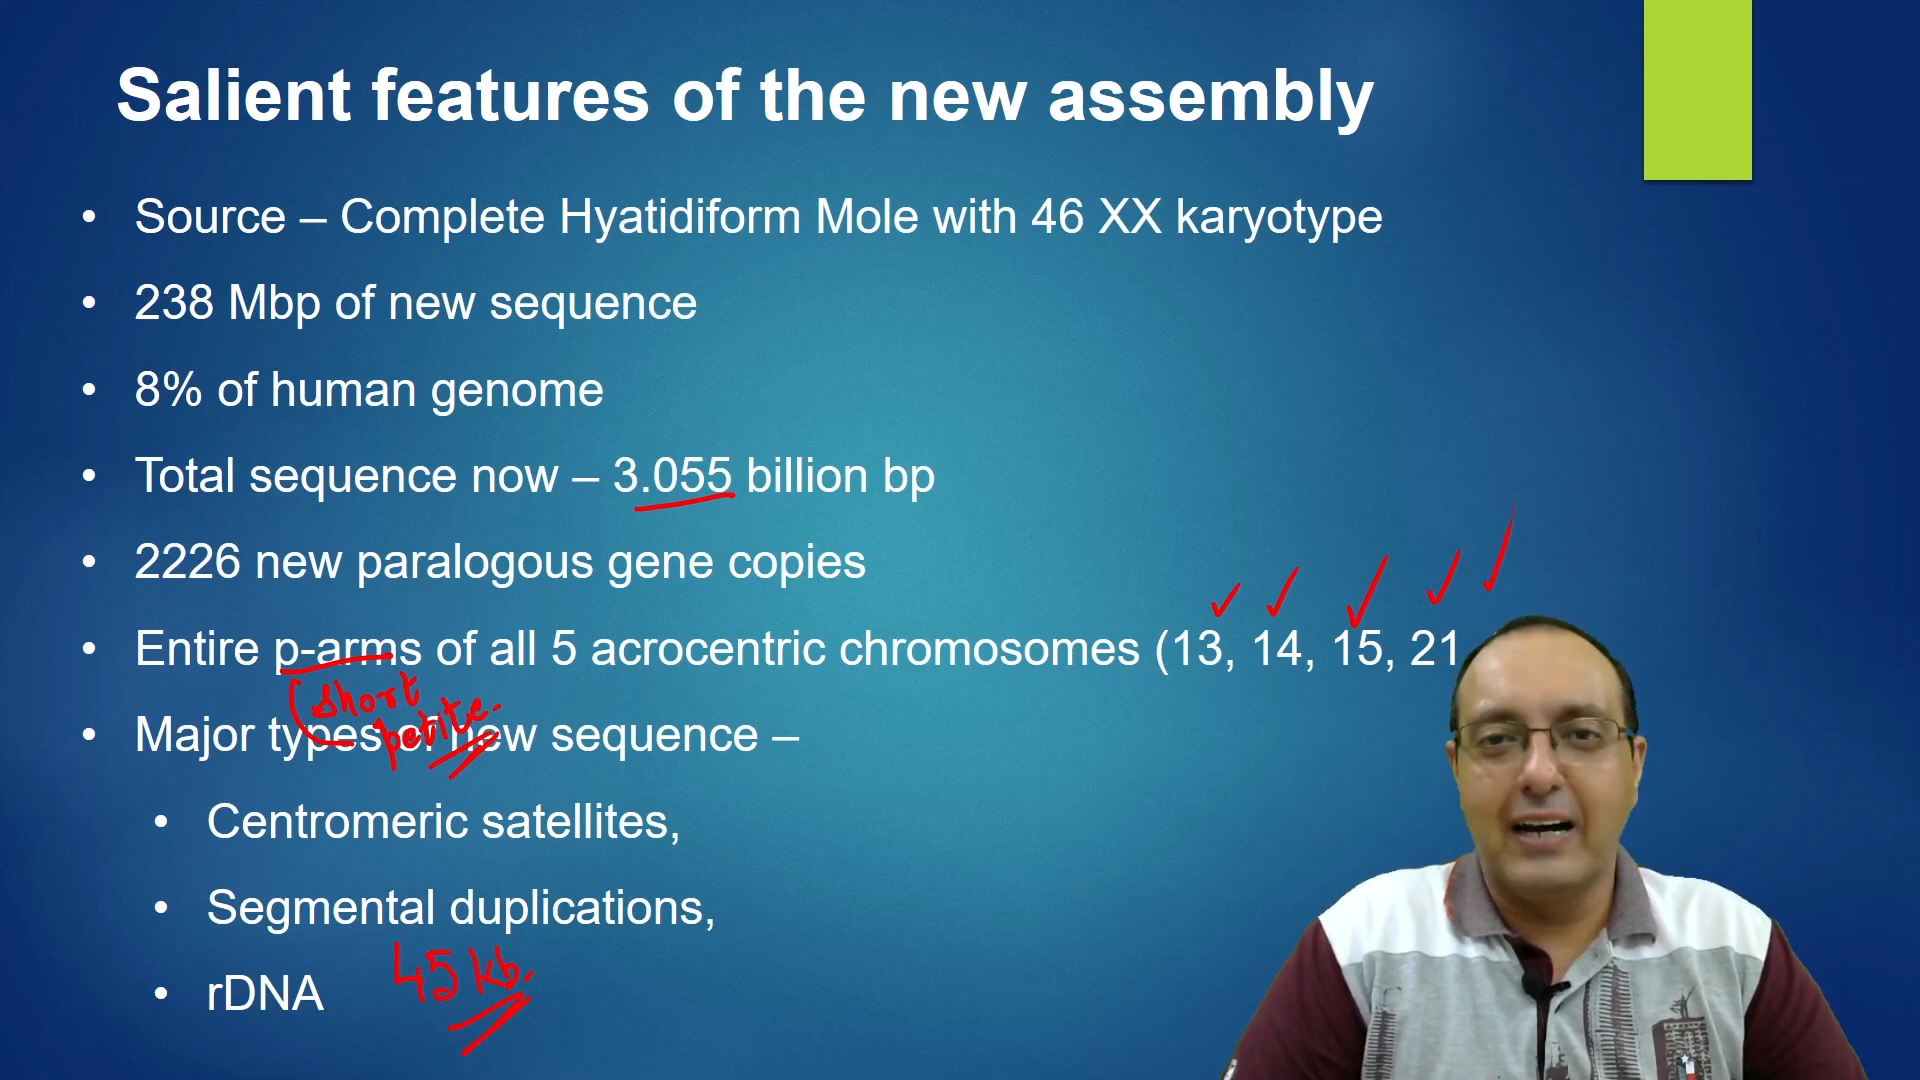 Salient features of the new assembly
• Source – Complete Hyatidiform Mole with 46 XX karyotype
• 238 Mbp of new sequence
• 8% of human genome
• Total sequence now – 3.055 billion bp
• 2226 new paralogous gene copies
• Entire p-arms of all 5 acrocentric chromosomes (13, 14, 15, 21
short
petite.
• Major types of new sequence –
• Centromeric satellites,
• Segmental duplications,
45 kb.
• rDNA